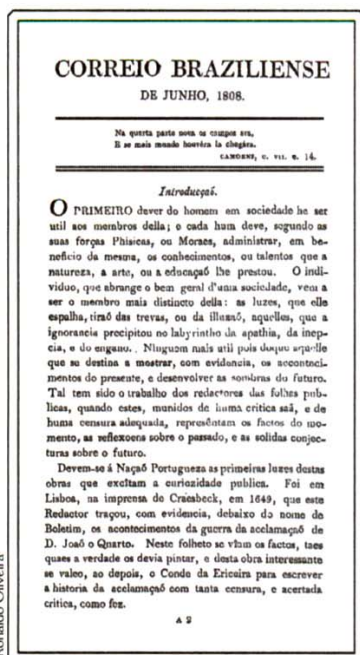 CORREIO BRAZILIENSE
DE JUNHO, 1808.
Na quarta parte nova os campos ara,
E se mais mundo houvéra la chegára.
CAMOENS, C. VII. e. 14.
Introducçaõ.
O PRIMEIRO dever do homem em sociedade he ser
util aos membros della; e cada hum deve, segundo as
suas forças Phisicas, ou Moraes, administrar, em be-
neficio da mesma, os conhecimentos, ou talentos que a
natureza, a arte, ou a educaçaõ lhe prestou. O indi-
viduo, que abrange o bem geral d'uma sociedade, vem a
ser o membro mais distincto della: as luzes, que elle
espalha, tiraõ das trevas, ou da illusaõ, aquelles, que a
ignorancia precipitou no labyrintho da apathia, da inep-
cia, e do engano. Ninguem mais util pois do que aquelle
que se destina a mostrar, com evidencia, os aconteci-
mentos do presente, e desenvolver as sombras do futuro.
Tal tem sido o trabalho dos redactores das folhas pub-
licas, quando estes, munidos de huma critica saã, e de
huma censura adequada, representam os factos do mo-
mento, as reflexoens sobre o passado, e as solidas conjec-
turas sobre o futuro.
Devem-se á Naçaõ Portugueza as primeiras luzes destas
obras que excitam a curiozidade publica. Foi em
Lisboa, na imprensa de Craesbeck, em 1649, que este
Redactor traçou, com evidencia, debaixo do nome de
Boletim, os acontecimentos da guerra da acclamaçaõ de
D. Joaõ o Quarto. Neste folheto se viam os factos, taes
quaes a verdade os devia pintar, e desta obra interessante
se valeo, ao depois, o Conde da Ericeira para escrever
a historia da acclamaçaõ com tanta censura, e acertada
critica, como fez.
A 2
Ronaldo Oliveira